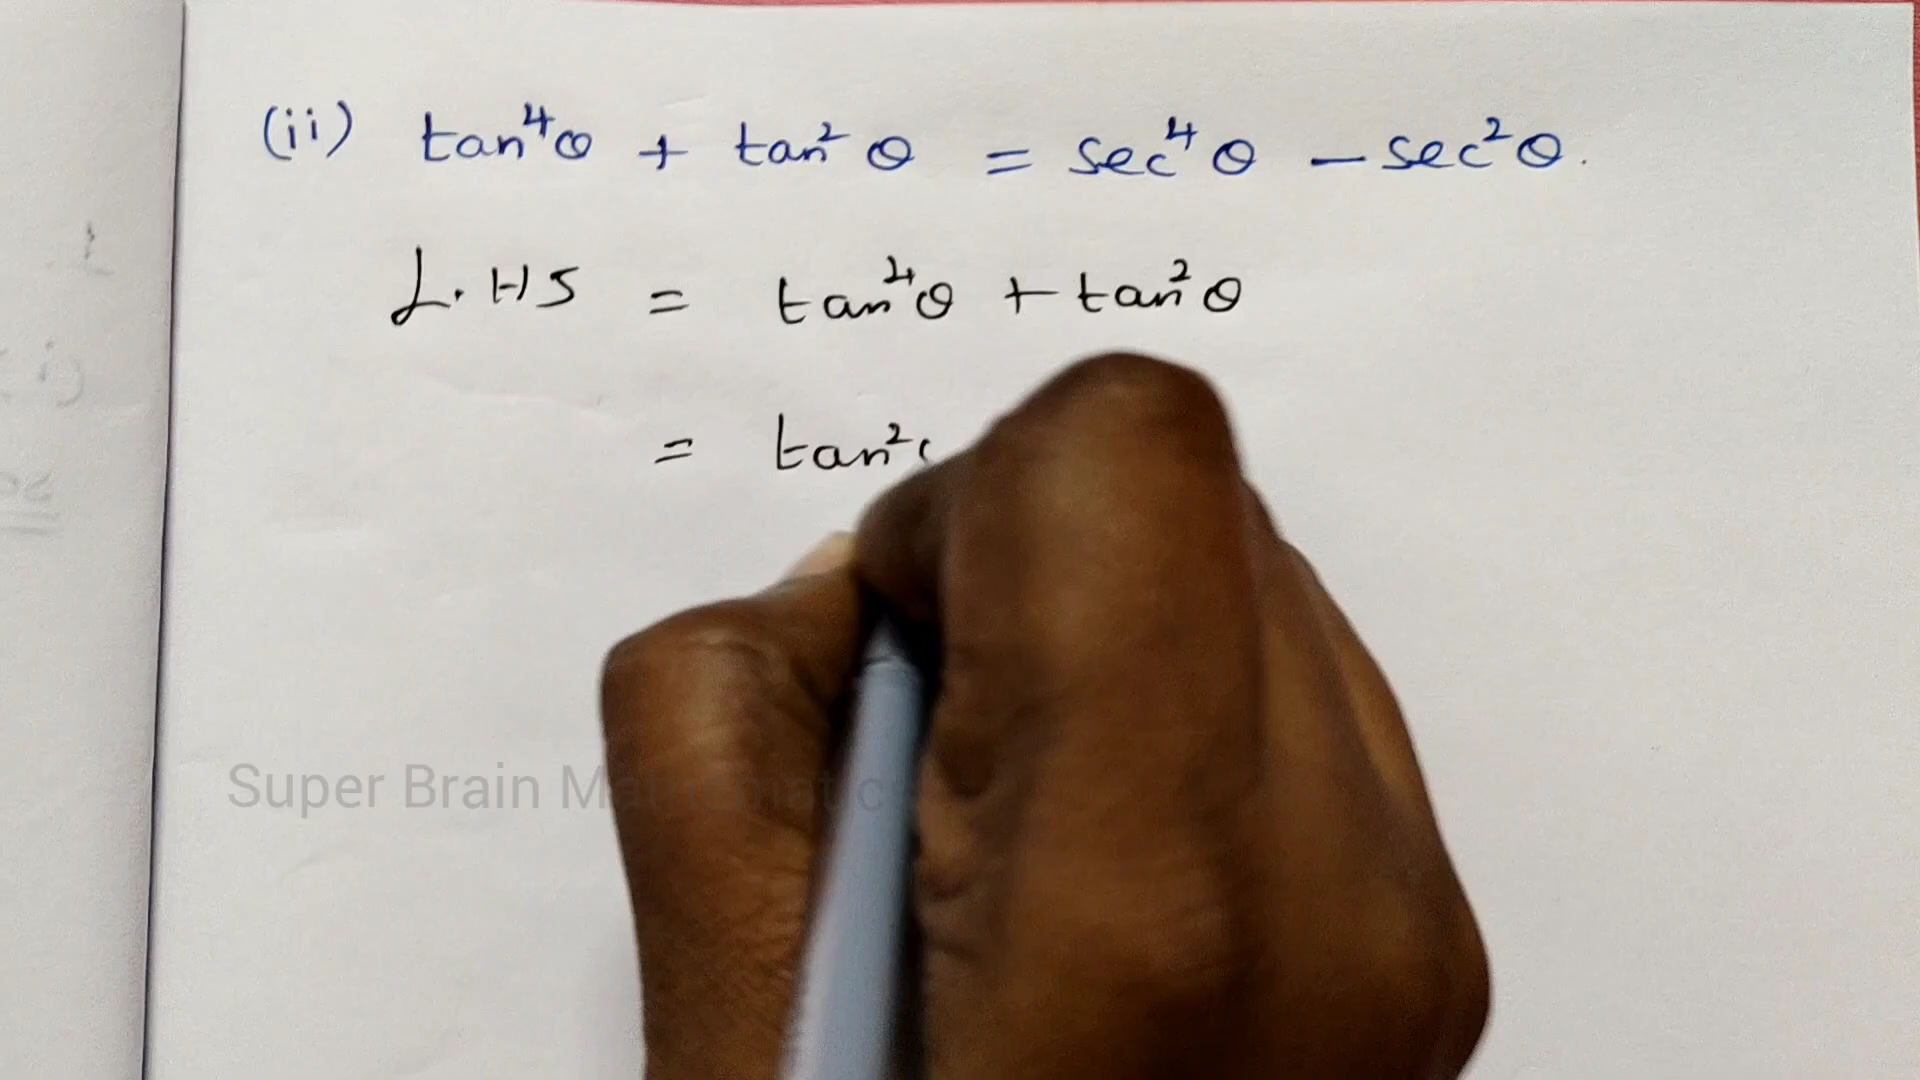 (ii) tan⁴θ + tan²θ = sec⁴θ – sec²θ.
L.HS = tan⁴θ + tan²θ
= tan²
Super Brain